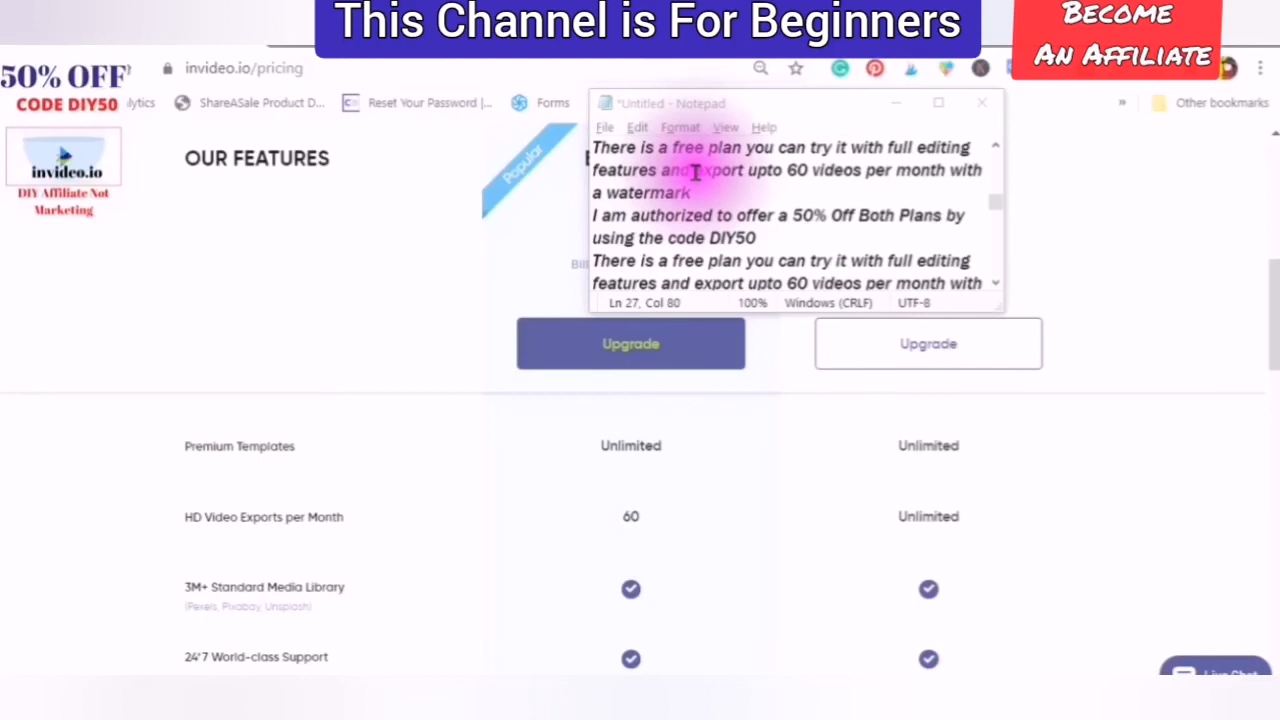 This Channel is For Beginners
BECOME
AN AFFILIATE
50% OFF
CODE DIY50
invideo.io/pricing
lytics
ShareASale Product D...
Reset Your Password |...
Forms
»
Other bookmarks
invideo.io
DIY Affiliate Not
Marketing
OUR FEATURES
Popular
*Untitled - Notepad
File Edit Format View Help
There is a free plan you can try it with full editing
features and export upto 60 videos per month with
a watermark
I am authorized to offer a 50% Off Both Plans by
using the code DIY50
There is a free plan you can try it with full editing
features and export upto 60 videos per month with
Ln 27, Col 80 100% Windows (CRLF) UTF-8
Bil
Upgrade Upgrade
Premium Templates Unlimited Unlimited
HD Video Exports per Month 60 Unlimited
3M+ Standard Media Library
(Pexels, Pixabay, Unsplash)
24*7 World-class Support
Live Chat